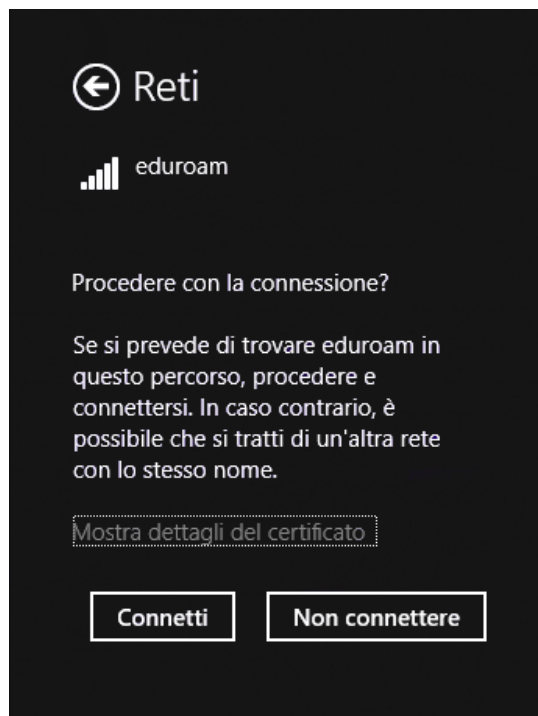 Reti
eduroam
Procedere con la connessione?
Se si prevede di trovare eduroam in
questo percorso, procedere e
connettersi. In caso contrario, è
possibile che si tratti di un'altra rete
con lo stesso nome.
Mostra dettagli del certificato
Connetti Non connettere